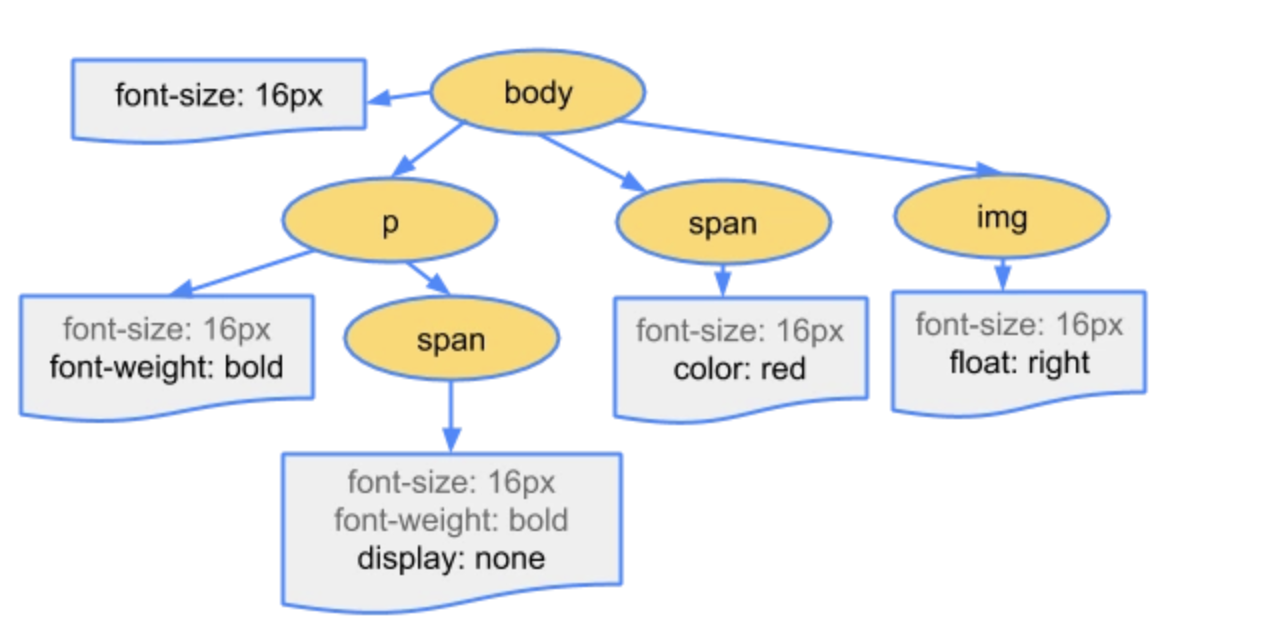 font-size: 16px
body
p
span
img
font-size: 16px
font-weight: bold
span
font-size: 16px
color: red
font-size: 16px
float: right
font-size: 16px
font-weight: bold
display: none